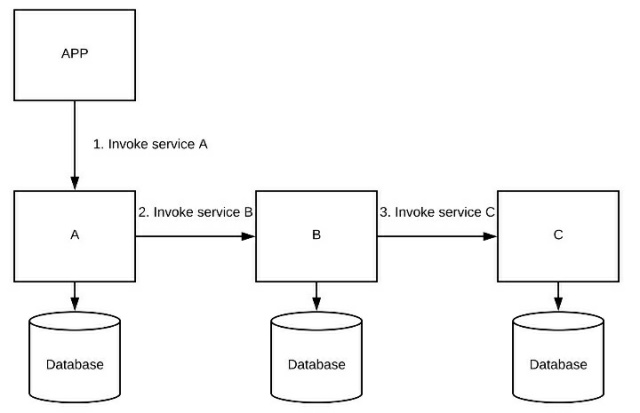 APP
1. Invoke service A
A
2. Invoke service B
B
3. Invoke service C
C
Database
Database
Database